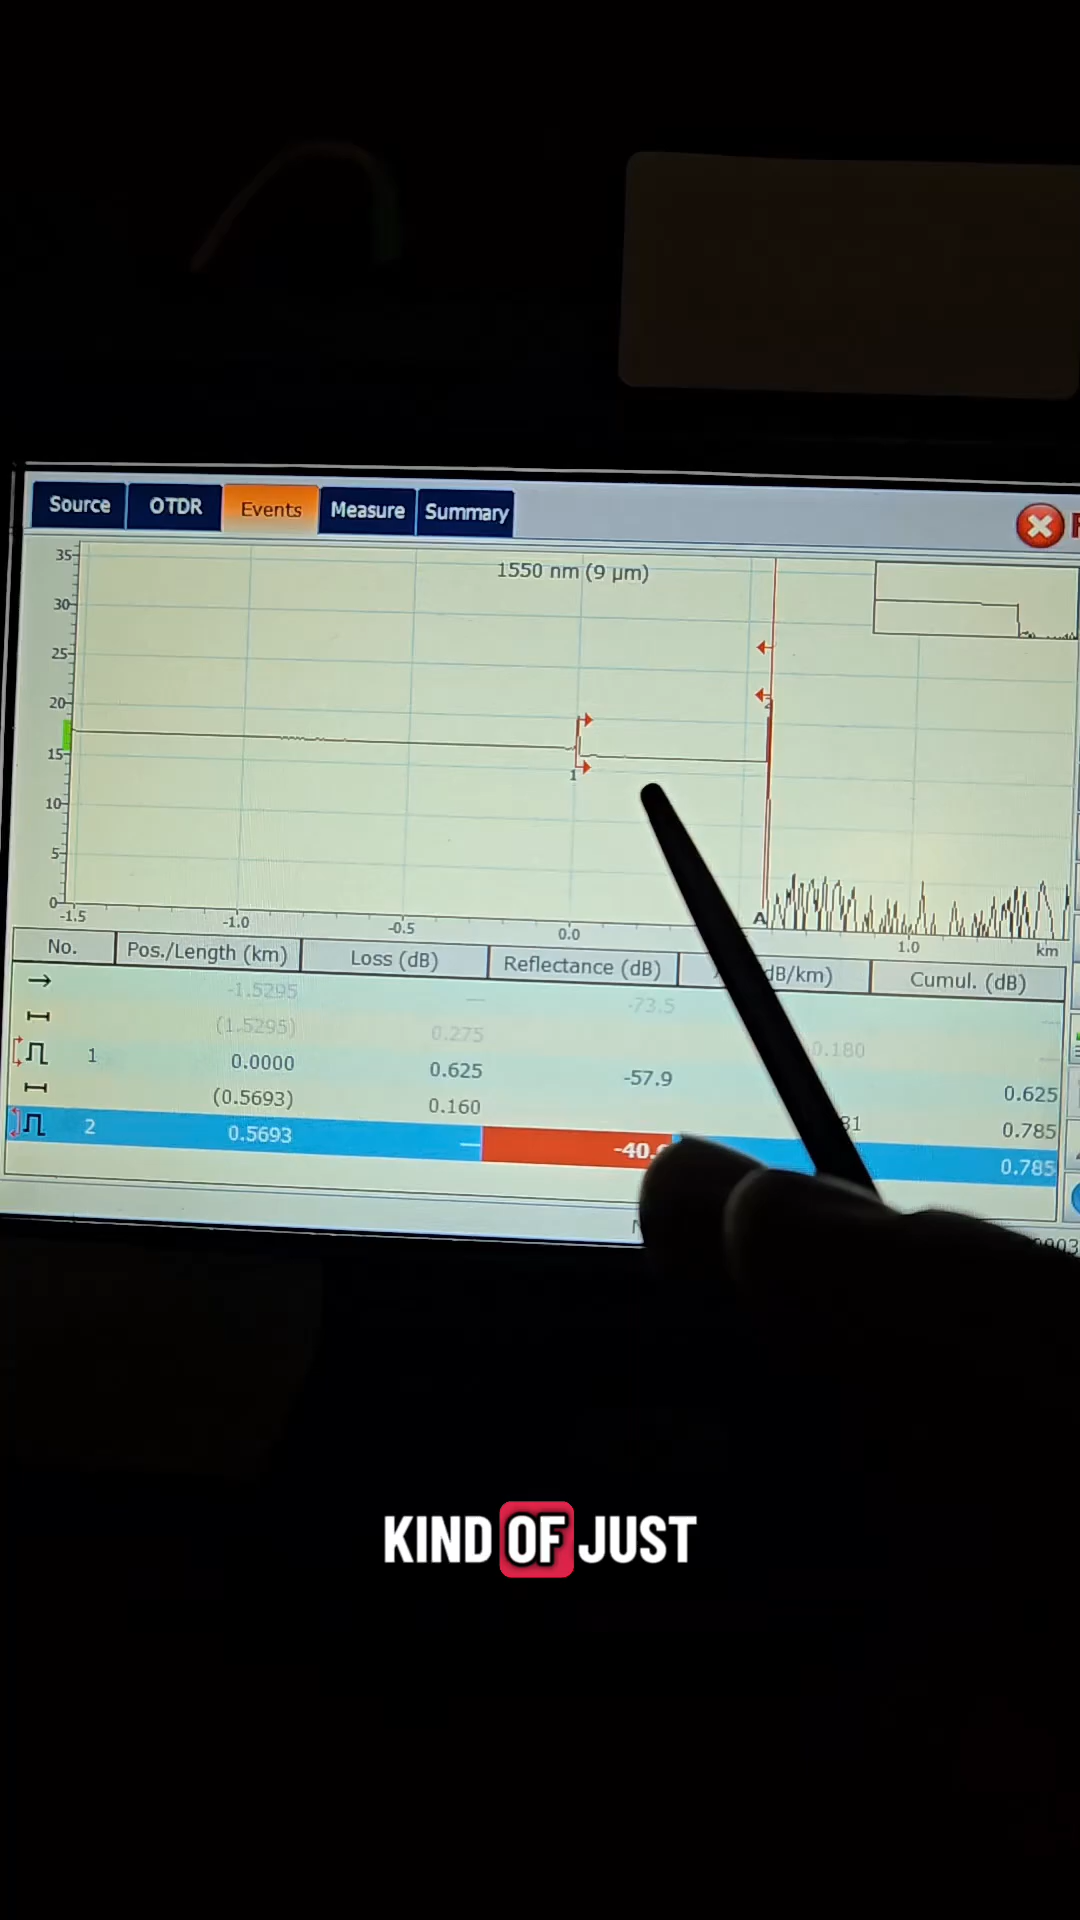 Source OTDR Events Measure Summary
1550 nm (9 µm)
35
30
25
20
15
10
5
0
1
2
A
-1.5 -1.0 -0.5 0.0 1.0 km
No. Pos./Length (km) Loss (dB) Reflectance (dB) dB/km) Cumul. (dB)
-1.5295 --- -73.5 ---
(1.5295) 0.275 0.180 ---
1 0.0000 0.625 -57.9 0.625
(0.5693) 0.160 0.785
2 0.5693 --- -40. 0.785
KIND OF JUST